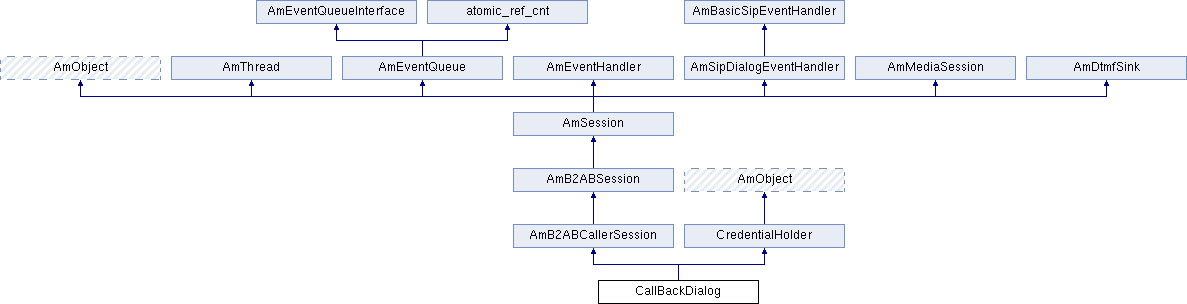 AmEventQueueInterface
atomic_ref_cnt
AmBasicSipEventHandler
AmObject
AmThread
AmEventQueue
AmEventHandler
AmSipDialogEventHandler
AmMediaSession
AmDtmfSink
AmSession
AmB2ABSession
AmObject
AmB2ABCallerSession
CredentialHolder
CallBackDialog